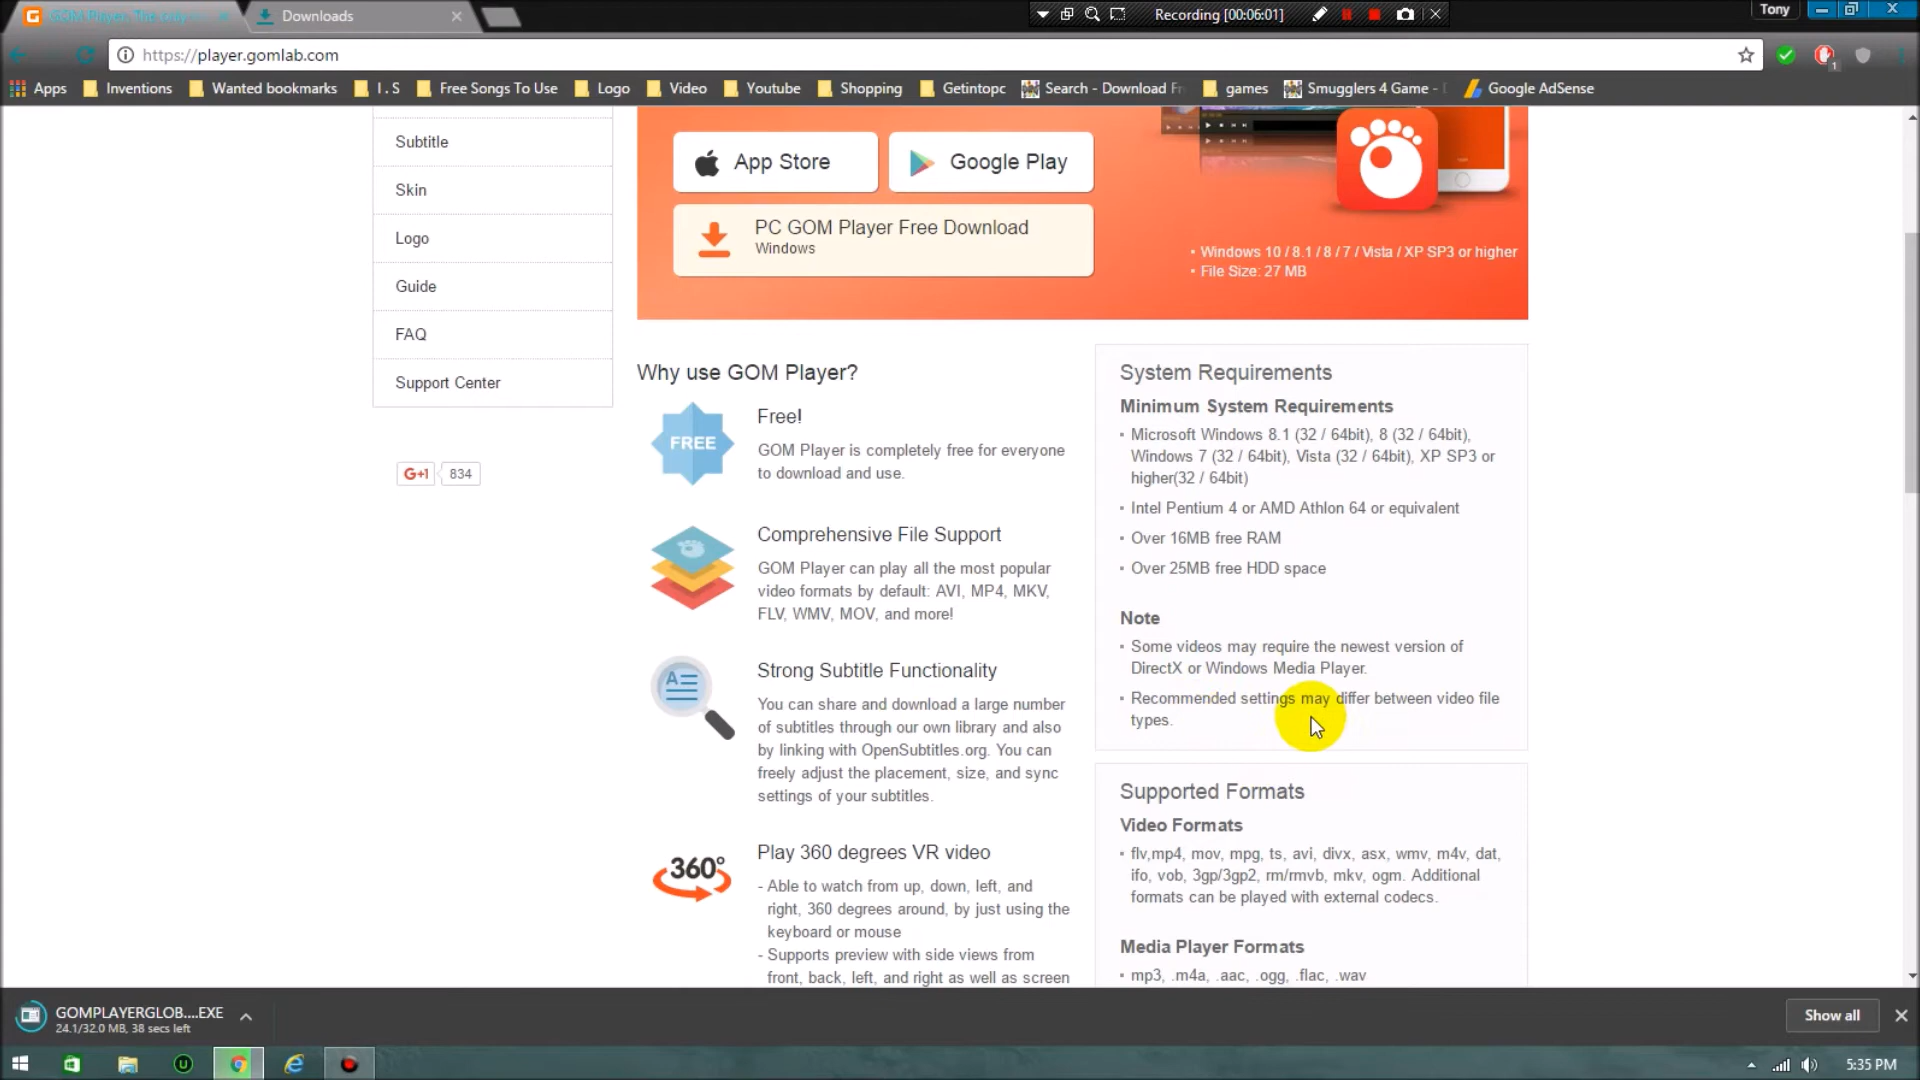 GOM Player, The only
Downloads
Recording [00:06:01]
Tony
https://player.gomlab.com
1
Apps
Inventions
Wanted bookmarks
I . S
Free Songs To Use
Logo
Video
Youtube
Shopping
Getintopc
Search - Download Fr
games
Smugglers 4 Game -
Google AdSense
Subtitle
Skin
Logo
Guide
FAQ
Support Center
G+1 834
App Store
Google Play
PC GOM Player Free Download
Windows
• Windows 10 / 8.1 / 8 / 7 / Vista / XP SP3 or higher
• File Size: 27 MB
Why use GOM Player?
FREE
Free!
GOM Player is completely free for everyone
to download and use.
Comprehensive File Support
GOM Player can play all the most popular
video formats by default: AVI, MP4, MKV,
FLV, WMV, MOV, and more!
Strong Subtitle Functionality
You can share and download a large number
of subtitles through our own library and also
by linking with OpenSubtitles.org. You can
freely adjust the placement, size, and sync
settings of your subtitles.
360°
Play 360 degrees VR video
- Able to watch from up, down, left, and
right, 360 degrees around, by just using the
keyboard or mouse
- Supports preview with side views from
front, back, left, and right as well as screen
System Requirements
Minimum System Requirements
Microsoft Windows 8.1 (32 / 64bit), 8 (32 / 64bit),
Windows 7 (32 / 64bit), Vista (32 / 64bit), XP SP3 or
higher(32 / 64bit)
Intel Pentium 4 or AMD Athlon 64 or equivalent
Over 16MB free RAM
Over 25MB free HDD space
Note
Some videos may require the newest version of
DirectX or Windows Media Player.
Recommended settings may differ between video file
types.
Supported Formats
Video Formats
flv,mp4, mov, mpg, ts, avi, divx, asx, wmv, m4v, dat,
ifo, vob, 3gp/3gp2, rm/rmvb, mkv, ogm. Additional
formats can be played with external codecs.
Media Player Formats
mp3, .m4a, .aac, .ogg, .flac, .wav
GOMPLAYERGLOB....EXE
24.1/32.0 MB, 38 secs left
Show all
5:35 PM